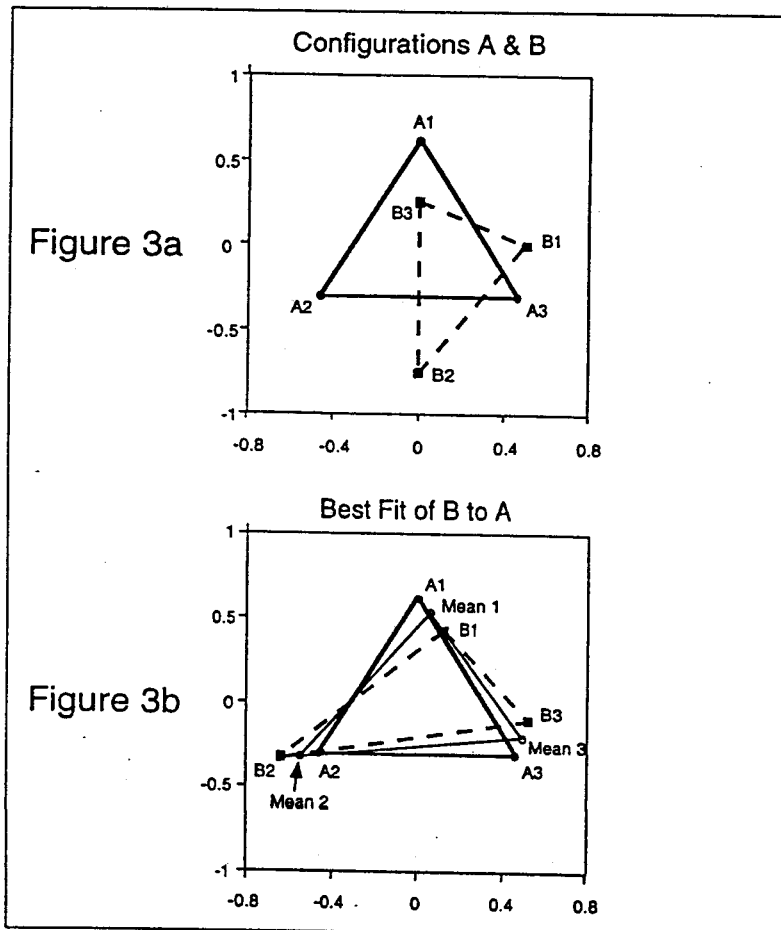 Configurations A & B
Figure 3a
1
0.5
0
-0.5
-1
A1
B3
B1
A2
A3
B2
-0.8 -0.4 0 0.4 0.8
Best Fit of B to A
Figure 3b
1
0.5
0
-0.5
-1
A1
Mean 1
B1
B3
Mean 3
B2
A2
A3
Mean 2
-0.8 -0.4 0 0.4 0.8